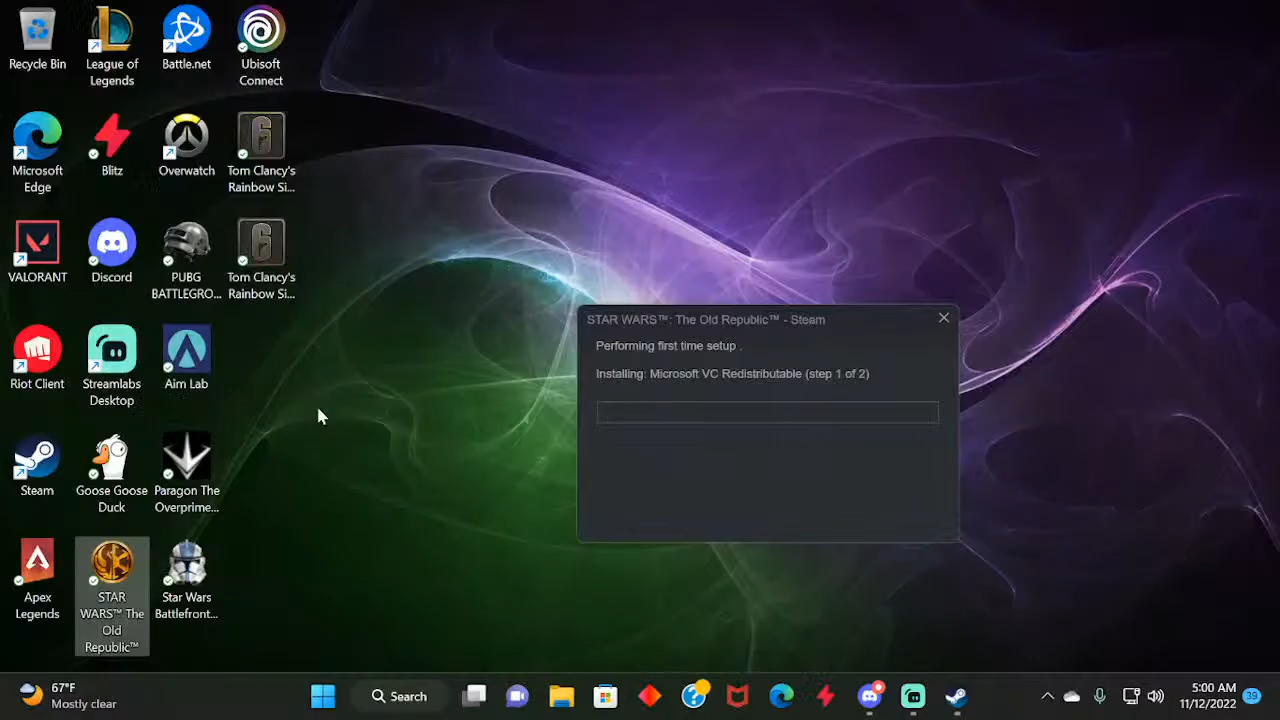 Recycle Bin
League of
Legends
Battle.net
Ubisoft
Connect
Microsoft
Edge
Blitz
Overwatch
Tom Clancy's
Rainbow Si...
VALORANT
Discord
PUBG
BATTLEGRO...
Tom Clancy's
Rainbow Si...
Riot Client
Streamlabs
Desktop
Aim Lab
Steam
Goose Goose
Duck
Paragon The
Overprime...
Apex
Legends
STAR
WARS™ The
Old
Republic™
Star Wars
Battlefront...
STAR WARS™: The Old Republic™ - Steam
Performing first time setup .
Installing: Microsoft VC Redistributable (step 1 of 2)
67°F
Mostly clear
Search
5:00 AM
11/12/2022
39